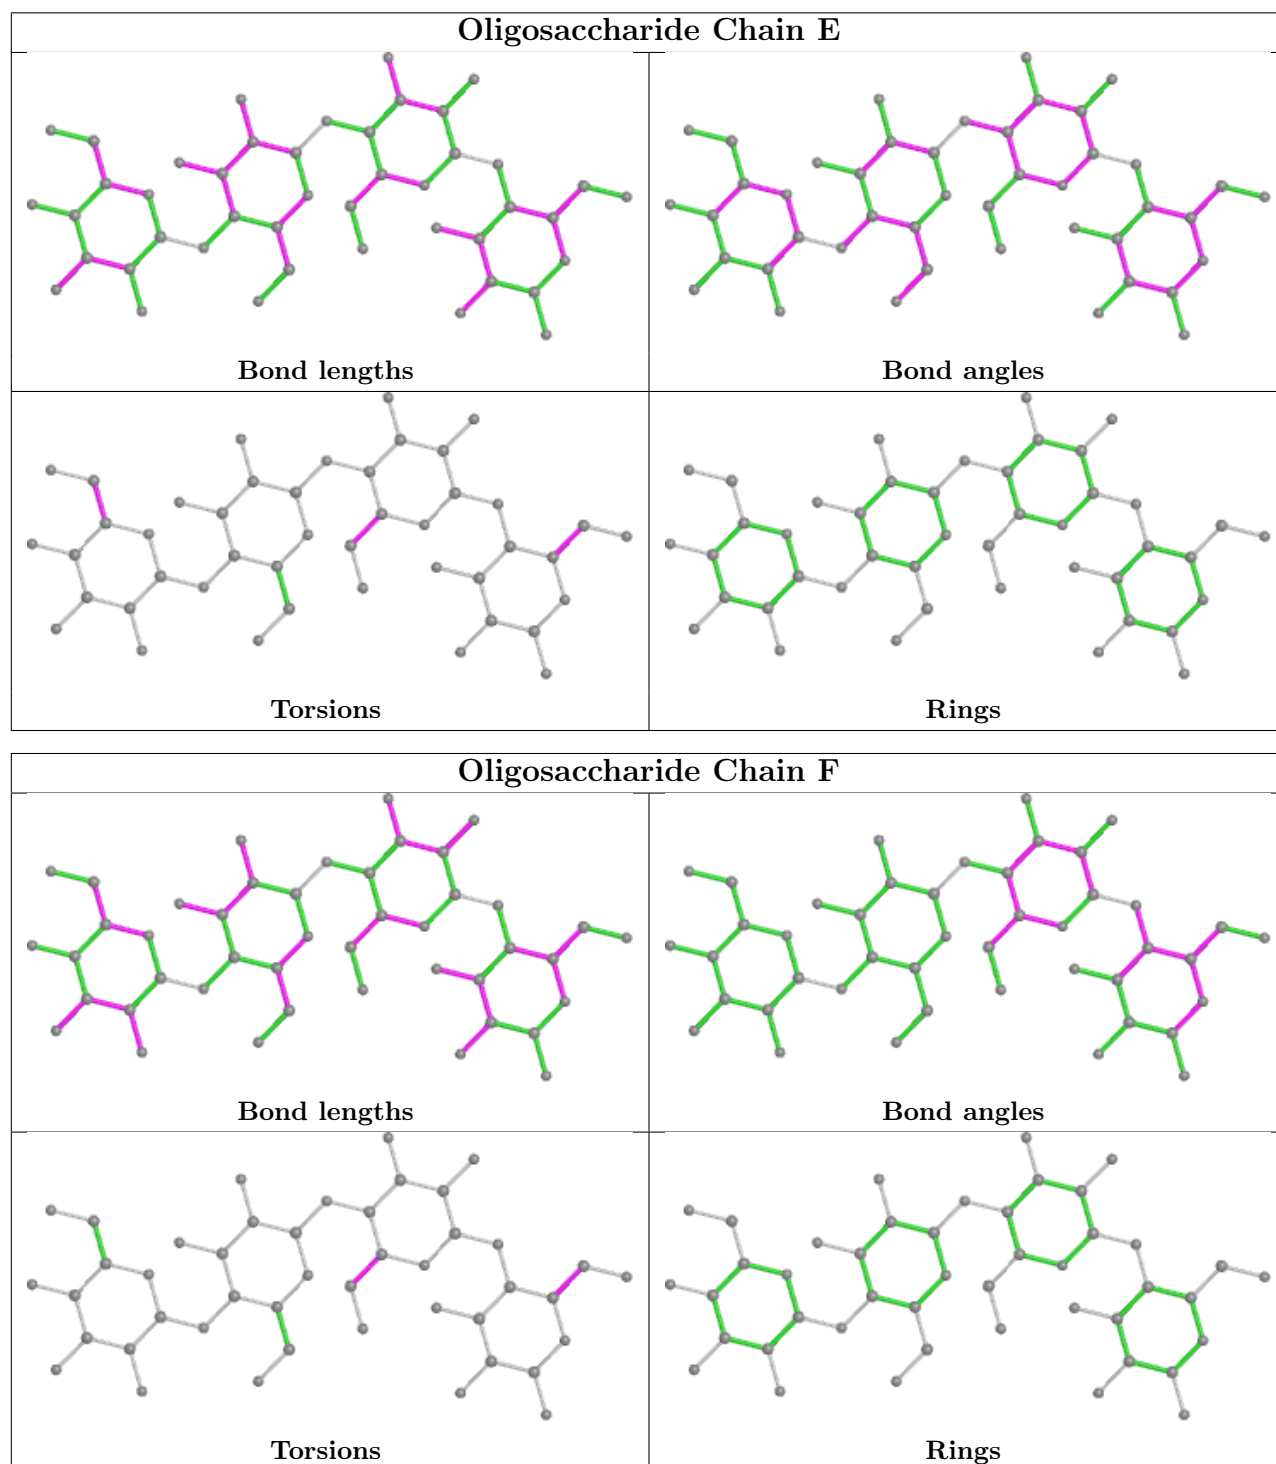 Oligosaccharide Chain E
Bond lengths
Bond angles
Torsions
Rings
Oligosaccharide Chain F
Bond lengths
Bond angles
Torsions
Rings